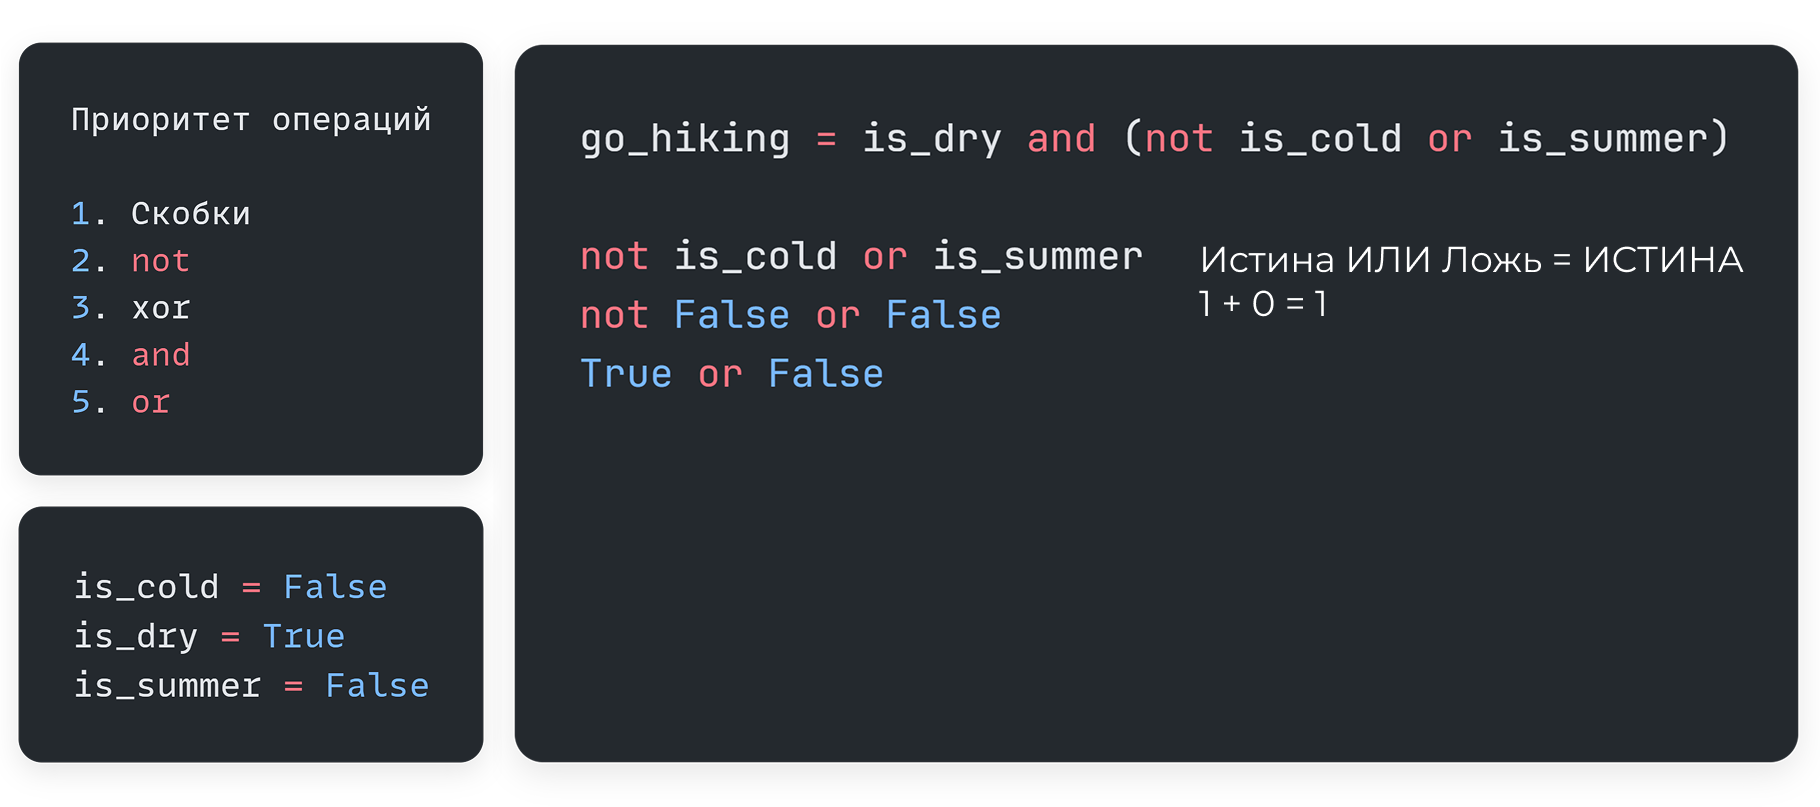 Приоритет операций
1. Скобки
2. not
3. xor
4. and
5. or
is_cold = False
is_dry = True
is_summer = False
go_hiking = is_dry and (not is_cold or is_summer)
not is_cold or is_summer
not False or False
True or False
Истина ИЛИ Ложь = ИСТИНА
1 + 0 = 1